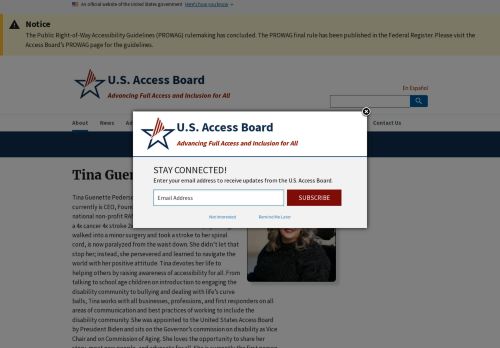 An official website of the United States government Here's how you know
Notice
The Public Right-of-Way Accessibility Guidelines (PROWAG) rulemaking has concluded. The PROWAG final rule has been published in the Federal Register. Please visit the
Access Board's PROWAG page for the guidelines.
U.S. Access Board
Advancing Full Access and Inclusion for All
En Español
About News
Contact Us
U.S. Access Board
Advancing Full Access and Inclusion for All
STAY CONNECTED!
Enter your email address to receive updates from the U.S. Access Board.
Email Address
SUBSCRIBE
Not Interested Remind Me Later
Tina Guen
Tina Guenette Peders
currently is CEO, Foun
national non-profit RAM
a 4x cancer 4x stroke 2
walked into a minor surgery and took a stroke to her spinal
cord, is now paralyzed from the waist down. She didn't let that
stop her; instead, she persevered and learned to navigate the
world with her positive attitude. Tina devotes her life to
helping others by raising awareness of accessibility for all. From
talking to school age children on introduction to engaging the
disability community to bullying and dealing with life's curve
balls, Tina works with all businesses, professions, and first responders on all
areas of communication and best practices of working to include the
disability community. She was appointed to the United States Access Board
by President Biden and sits on the Governor's commission on disability as Vice
Chair and on Commission of Aging. She loves the opportunity to share her